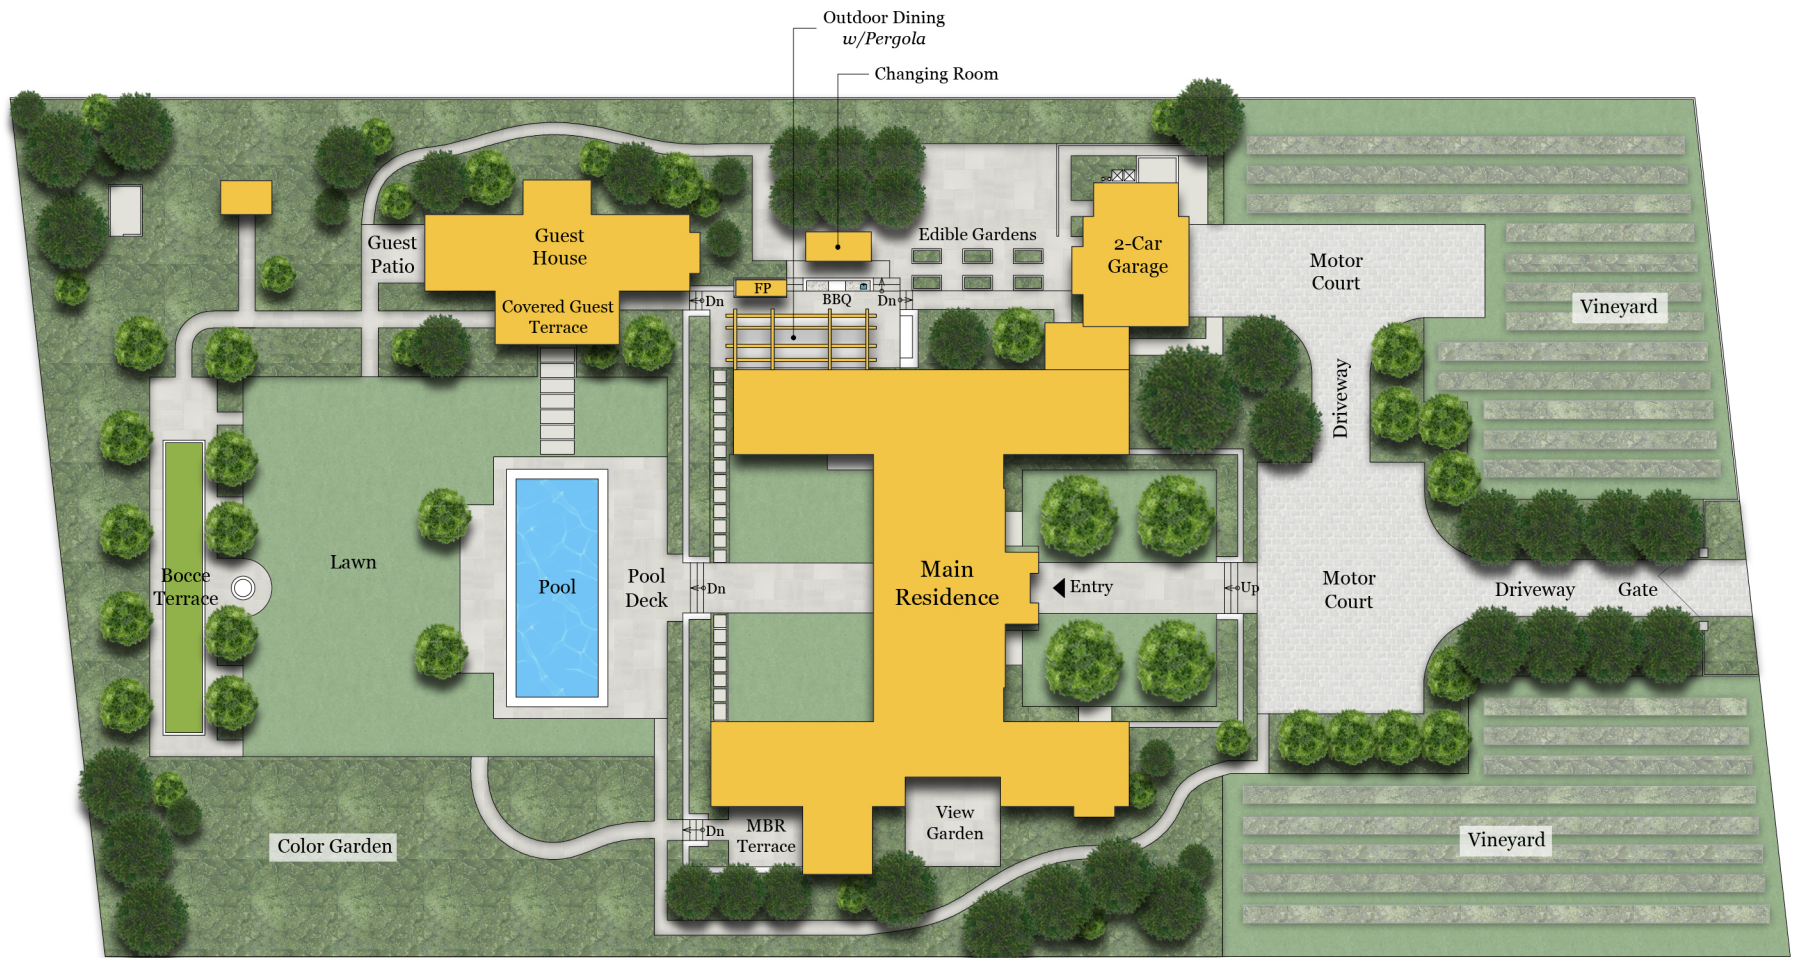 Outdoor Dining
w/Pergola
Changing Room
Guest
Patio
Guest
House
Edible Gardens
2-Car
Garage
Motor
Court
Vineyard
Covered Guest
Terrace
Dn
FP
BBQ
Dn
Driveway
Lawn
Bocce
Terrace
Pool
Pool
Deck
Dn
Main
Residence
Entry
Up
Motor
Court
Driveway
Gate
Color Garden
Dn
MBR
Terrace
View
Garden
Vineyard